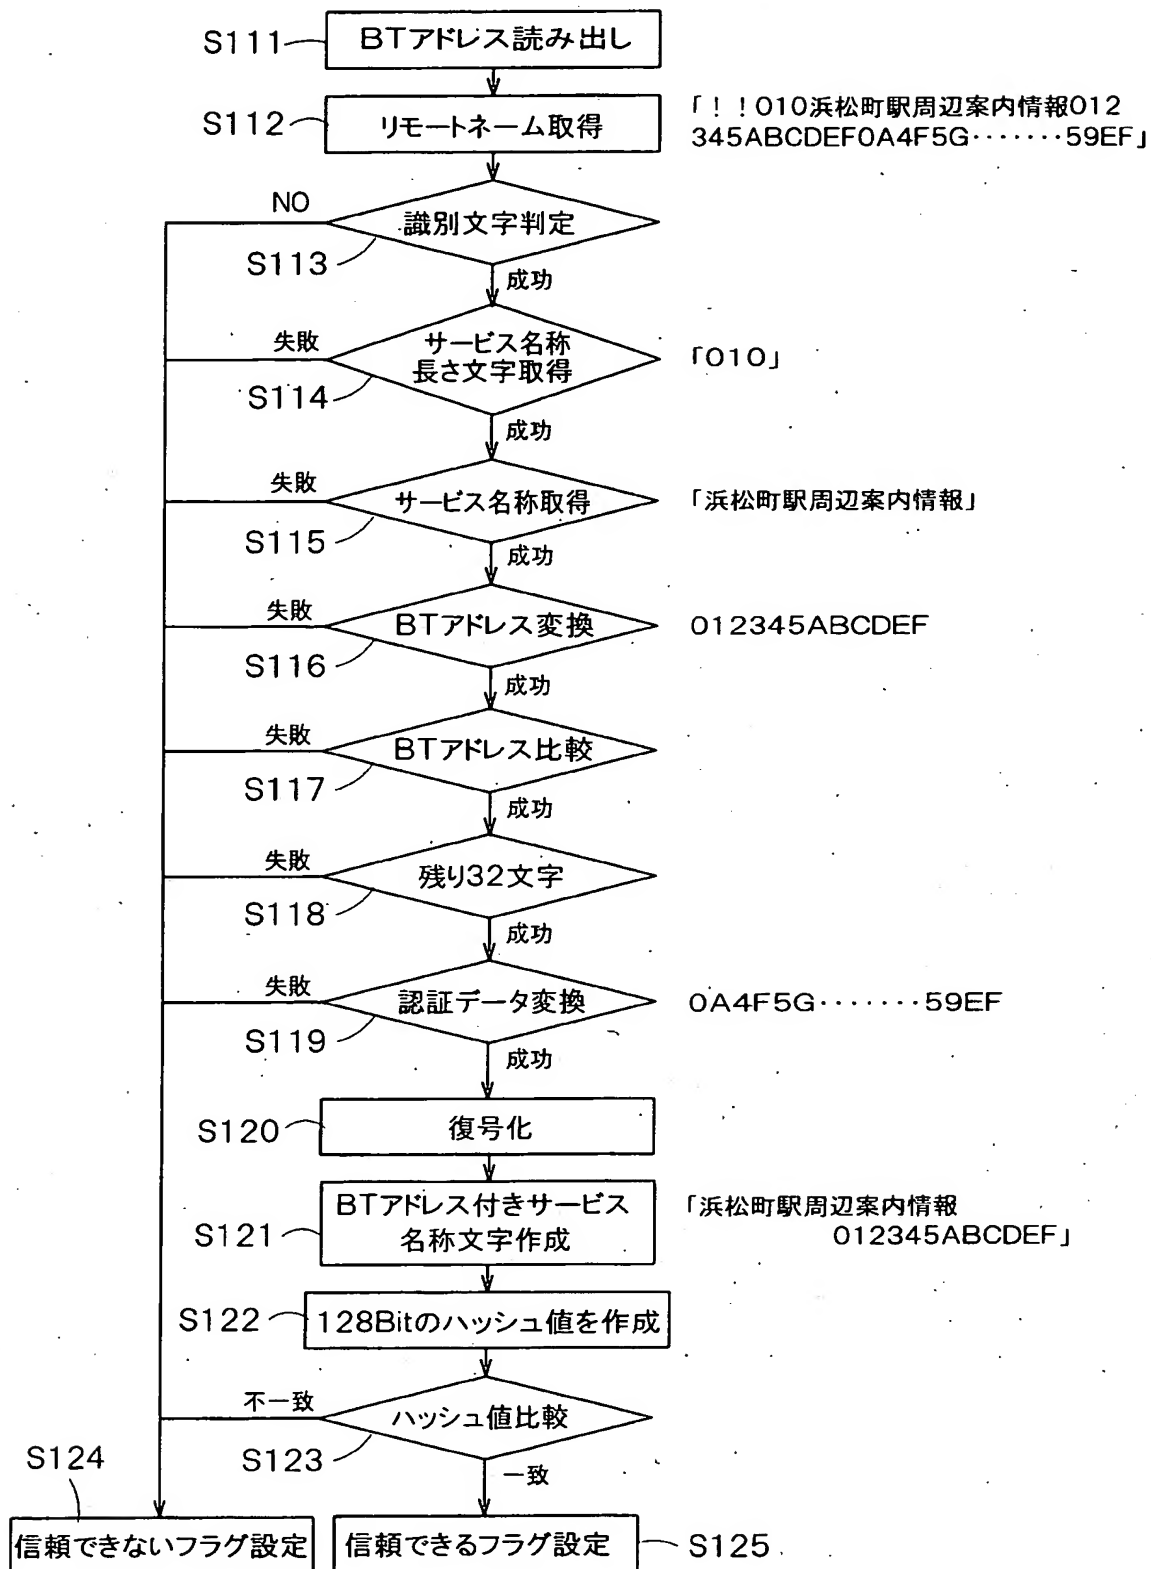 S111
BTアドレス読み出し
S112
リモートネーム取得
「！！010浜松町駅周辺案内情報012
345ABCDEF0A4F5G・・・・・・・59EF」
NO
識別文字判定
S113
成功
失敗
サービス名称
長さ文字取得
「010」
S114
成功
失敗
サービス名称取得
「浜松町駅周辺案内情報」
S115
成功
失敗
BTアドレス変換
012345ABCDEF
S116
成功
失敗
BTアドレス比較
S117
成功
失敗
残り32文字
S118
成功
失敗
認証データ変換
0A4F5G・・・・・・・59EF
S119
成功
S120
復号化
S121
BTアドレス付きサービス
名称文字作成
「浜松町駅周辺案内情報
012345ABCDEF」
S122
128Bitのハッシュ値を作成
不一致
ハッシュ値比較
S123
一致
S124
信頼できないフラグ設定
信頼できるフラグ設定
S125